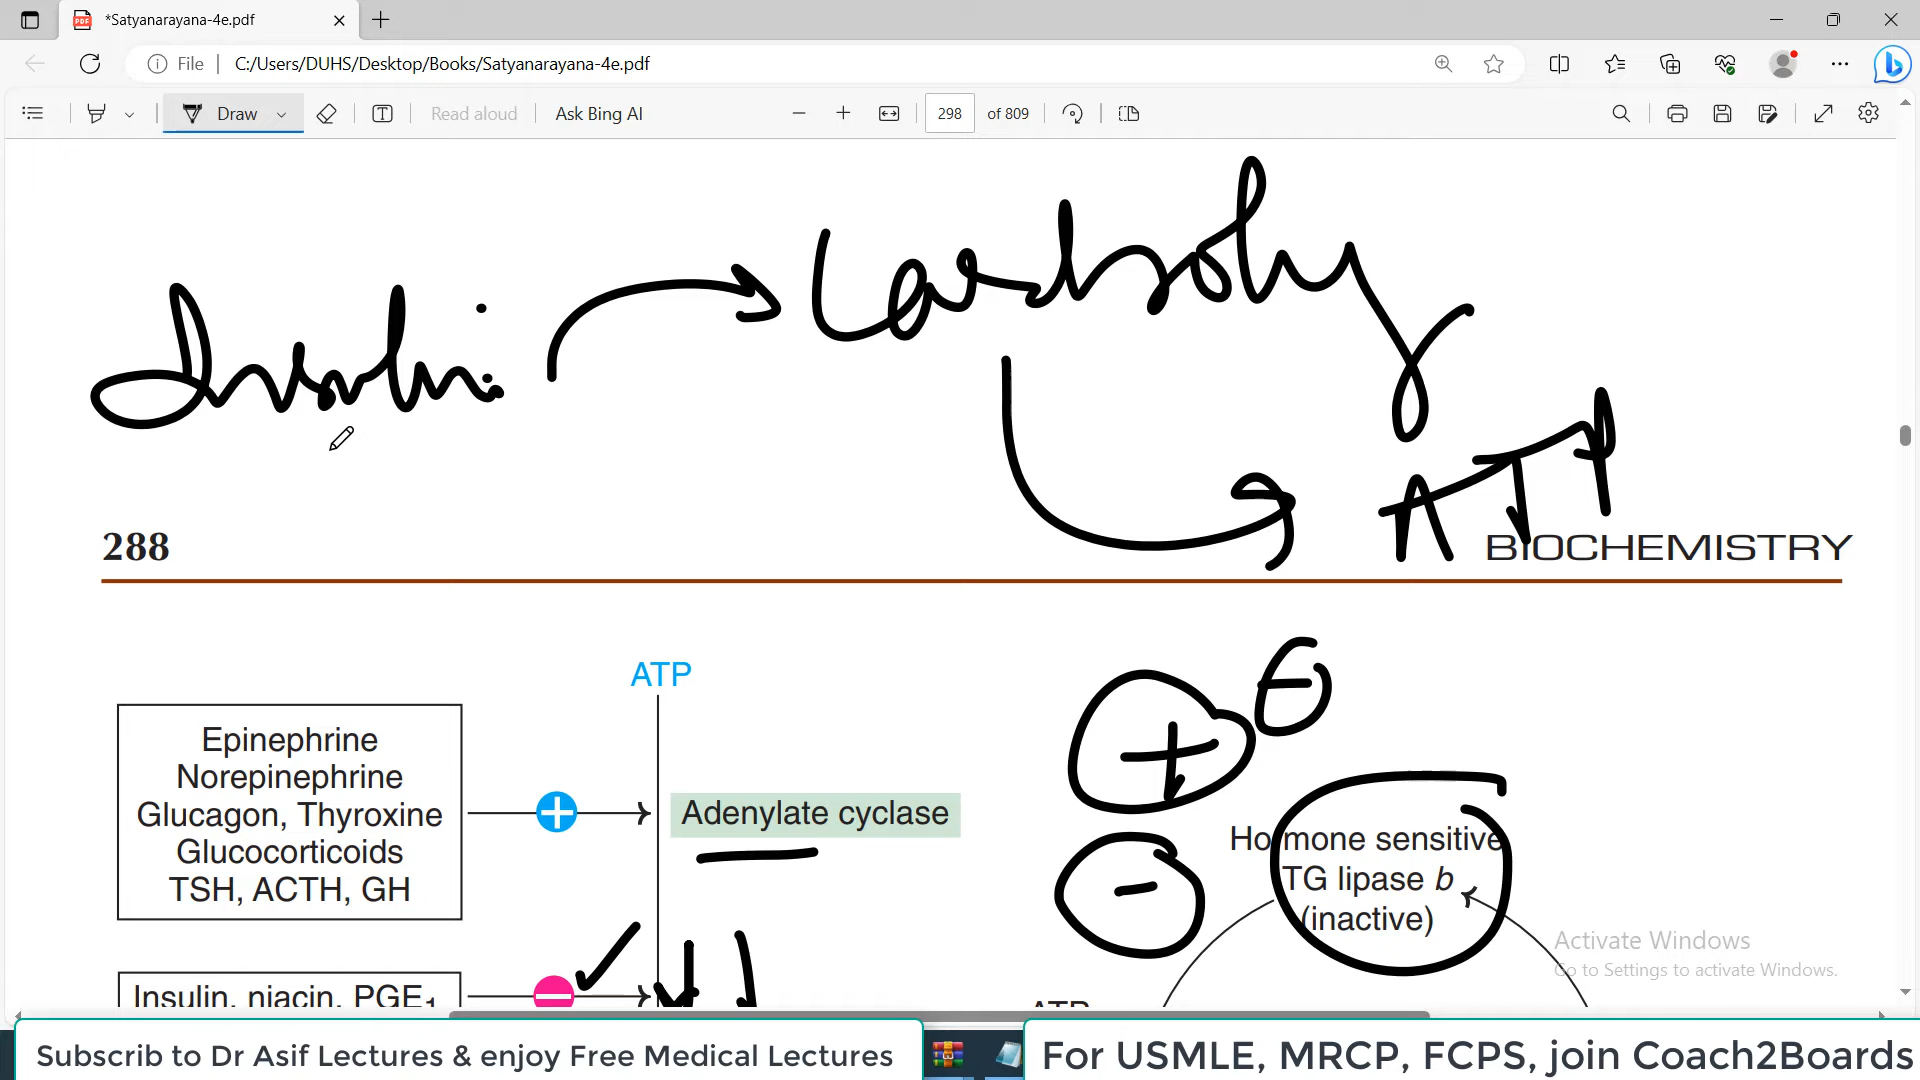 *Satyanarayana-4e.pdf
File C:/Users/DUHS/Desktop/Books/Satyanarayana-4e.pdf
Draw Read aloud Ask Bing AI 298 of 809
Carbohy
Insulin
ATP
288 BIOCHEMISTRY
ATP
Epinephrine
Norepinephrine
Glucagon, Thyroxine
Glucocorticoids
TSH, ACTH, GH
Adenylate cyclase
Hormone sensitive
TG lipase b
(inactive)
Insulin, niacin, PGE₁
ATP
Activate Windows
Go to Settings to activate Windows.
Subscrib to Dr Asif Lectures & enjoy Free Medical Lectures
For USMLE, MRCP, FCPS, join Coach2Boards